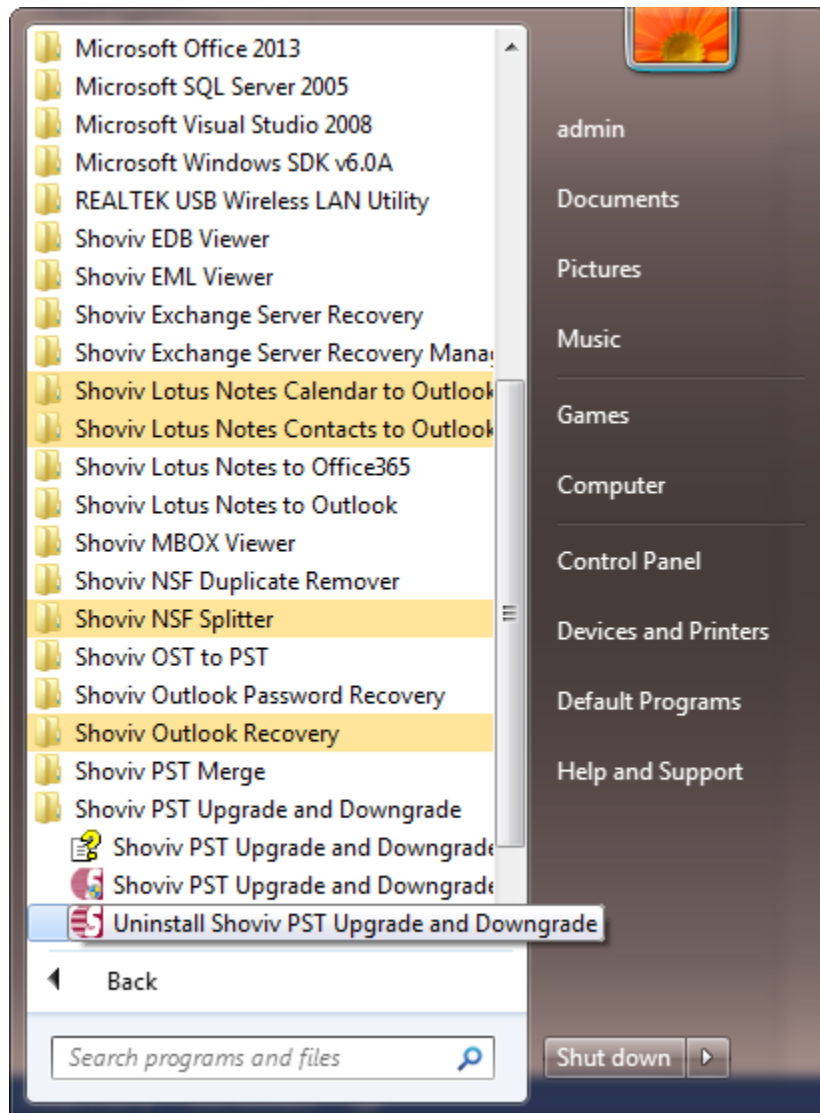 Microsoft Office 2013
Microsoft SQL Server 2005
Microsoft Visual Studio 2008
Microsoft Windows SDK v6.0A
REALTEK USB Wireless LAN Utility
Shoviv EDB Viewer
Shoviv EML Viewer
Shoviv Exchange Server Recovery
Shoviv Exchange Server Recovery Mana
Shoviv Lotus Notes Calendar to Outlook
Shoviv Lotus Notes Contacts to Outlook
Shoviv Lotus Notes to Office365
Shoviv Lotus Notes to Outlook
Shoviv MBOX Viewer
Shoviv NSF Duplicate Remover
Shoviv NSF Splitter
Shoviv OST to PST
Shoviv Outlook Password Recovery
Shoviv Outlook Recovery
Shoviv PST Merge
Shoviv PST Upgrade and Downgrade
Shoviv PST Upgrade and Downgrade
Shoviv PST Upgrade and Downgrade
Uninstall Shoviv PST Upgrade and Downgrade
Back
Search programs and files
admin
Documents
Pictures
Music
Games
Computer
Control Panel
Devices and Printers
Default Programs
Help and Support
Shut down